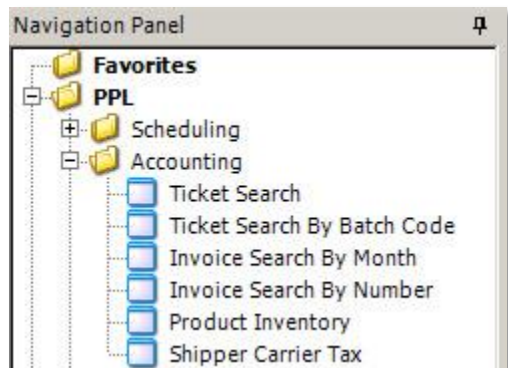 Navigation Panel
Favorites
PPL
Scheduling
Accounting
Ticket Search
Ticket Search By Batch Code
Invoice Search By Month
Invoice Search By Number
Product Inventory
Shipper Carrier Tax